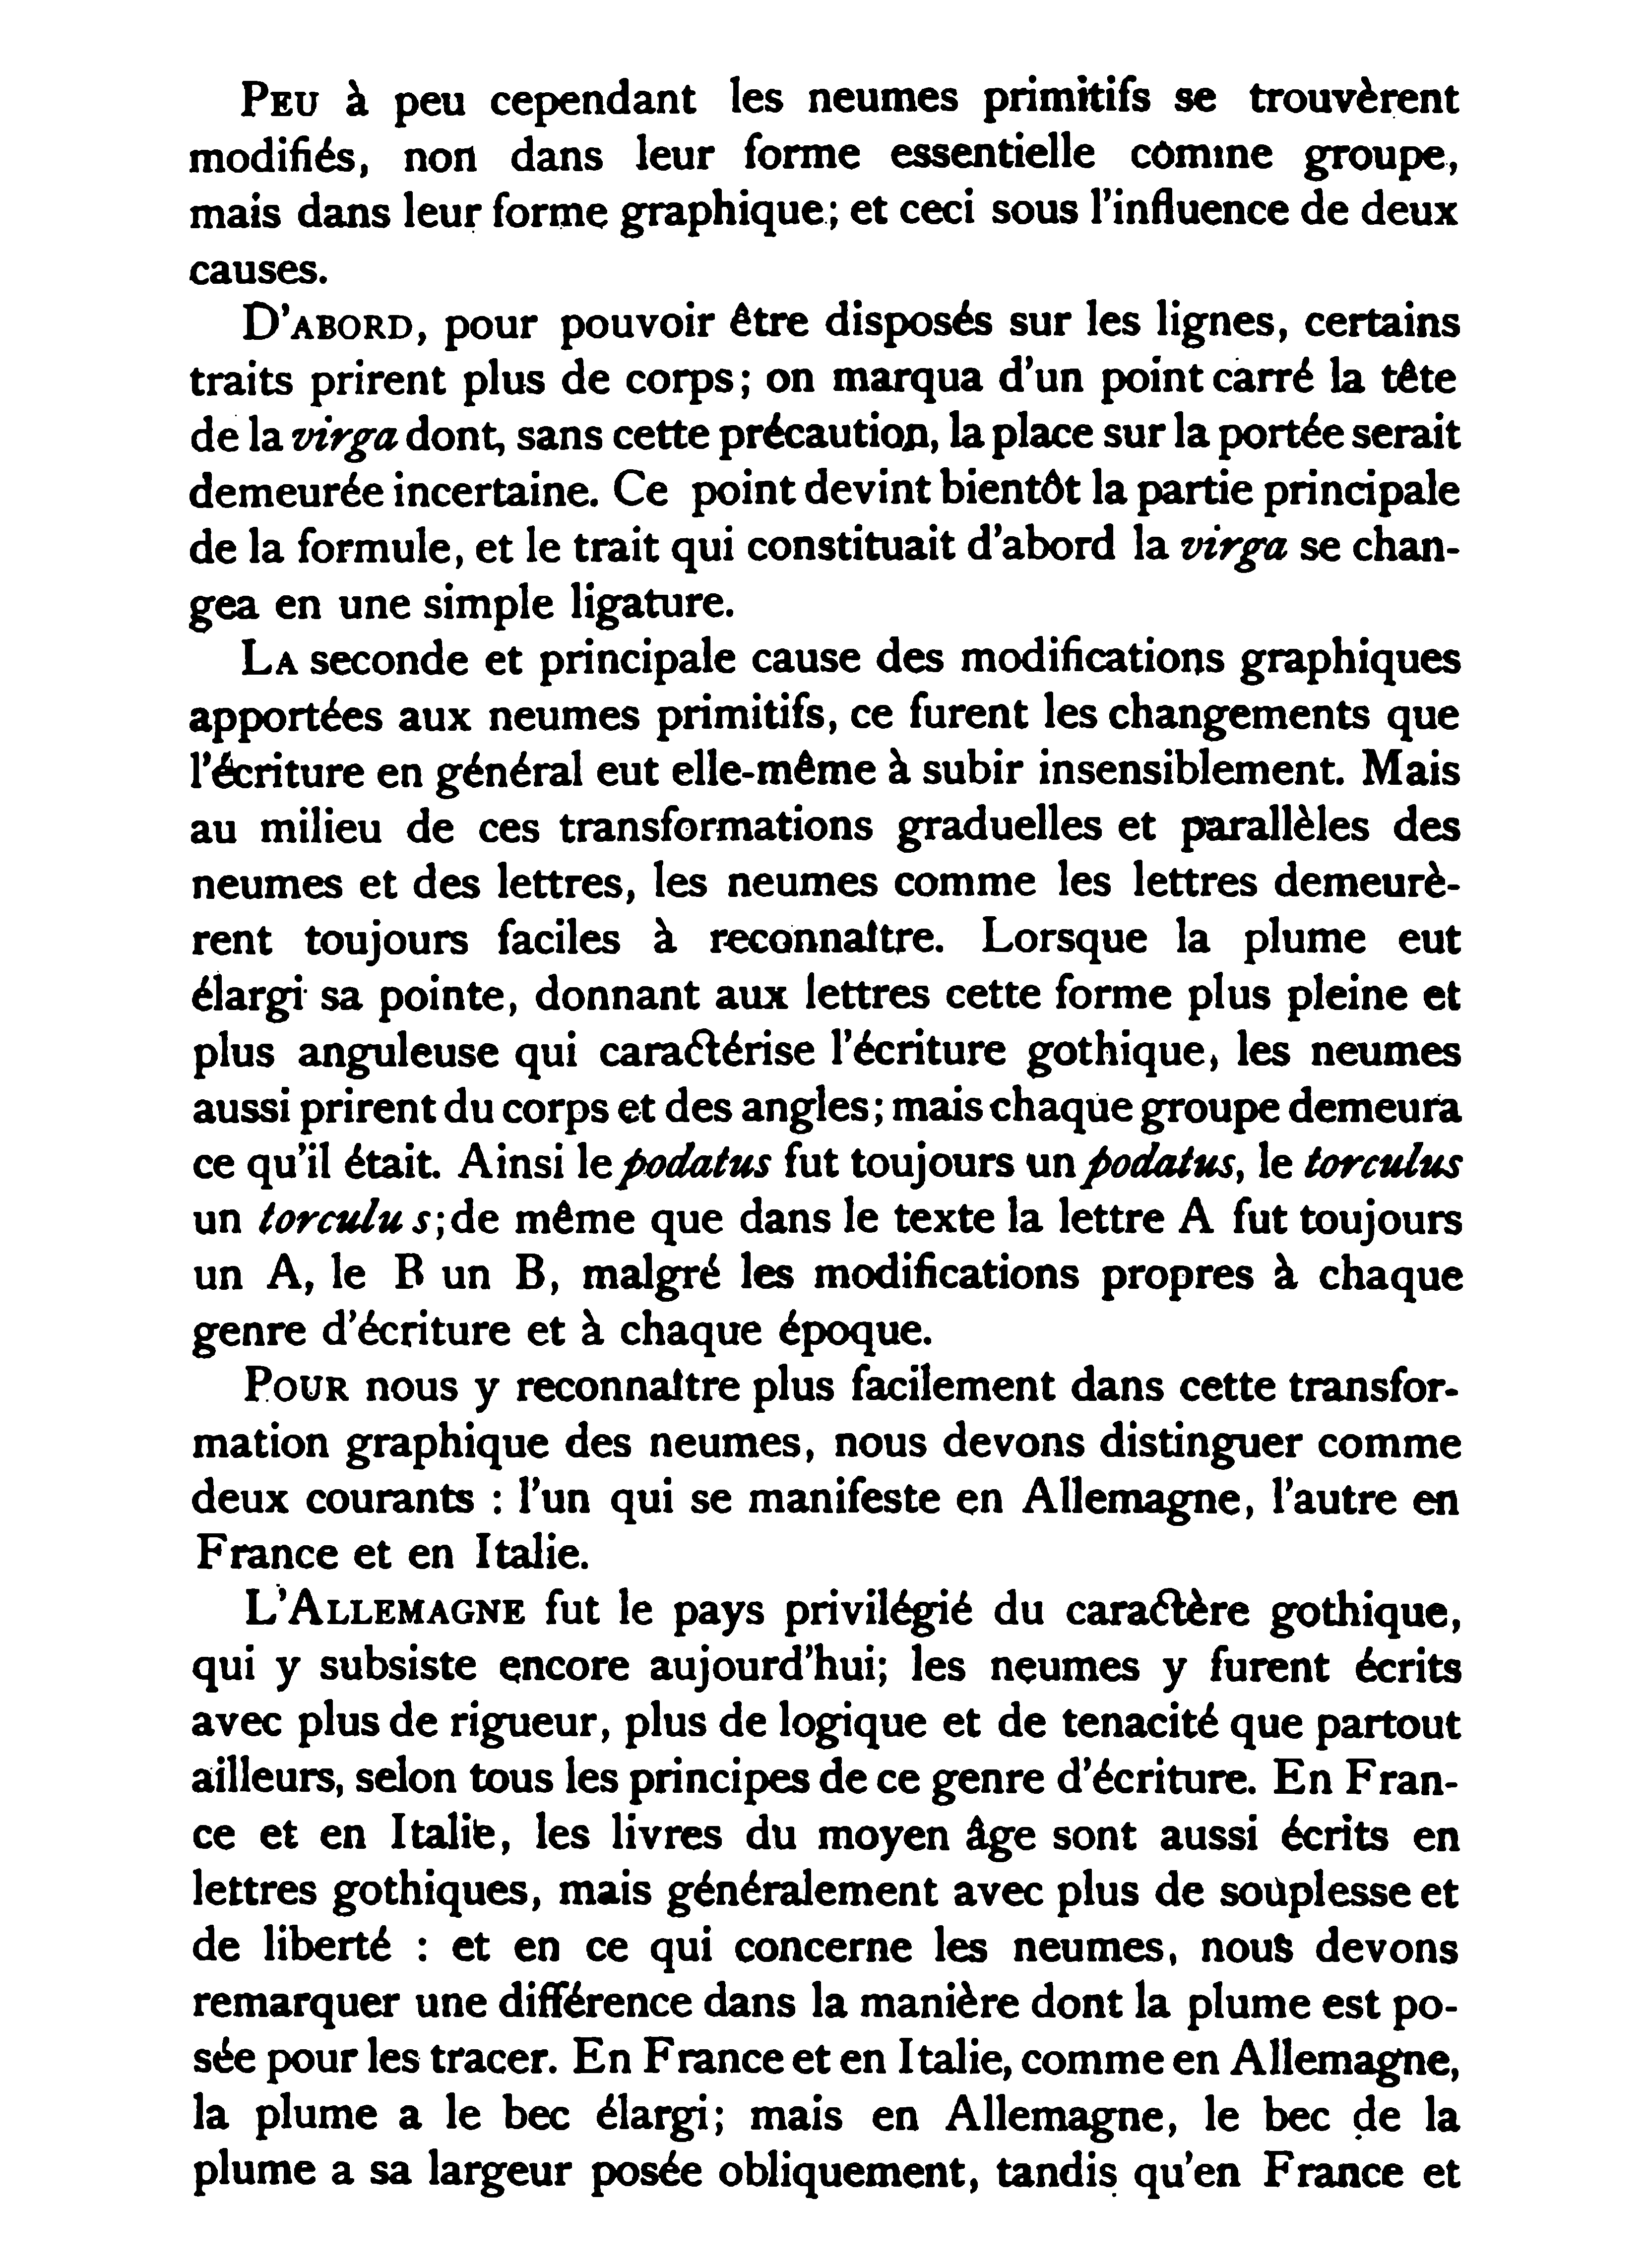 PEU à peu cependant les neumes primitifs se trouvèrent
modifiés, non dans leur forme essentielle comme groupe,
mais dans leur forme graphique; et ceci sous l'influence de deux
causes.
D'ABORD, pour pouvoir être disposés sur les lignes, certains
traits prirent plus de corps; on marqua d'un point carré la tête
de la virga dont, sans cette précaution, la place sur la portée serait
demeurée incertaine. Ce point devint bientôt la partie principale
de la formule, et le trait qui constituait d'abord la virga se chan-
gea en une simple ligature.
LA seconde et principale cause des modifications graphiques
apportées aux neumes primitifs, ce furent les changements que
l'écriture en général eut elle-même à subir insensiblement. Mais
au milieu de ces transformations graduelles et parallèles des
neumes et des lettres, les neumes comme les lettres demeurè-
rent toujours faciles à reconnaître. Lorsque la plume eut
élargi sa pointe, donnant aux lettres cette forme plus pleine et
plus anguleuse qui caractérise l'écriture gothique, les neumes
aussi prirent du corps et des angles; mais chaque groupe demeura
ce qu'il était. Ainsi le podatus fut toujours un podatus, le torculus
un torculu s; de même que dans le texte la lettre A fut toujours
un A, le B un B, malgré les modifications propres à chaque
genre d'écriture et à chaque époque.
POUR nous y reconnaître plus facilement dans cette transfor-
mation graphique des neumes, nous devons distinguer comme
deux courants : l'un qui se manifeste en Allemagne, l'autre en
France et en Italie.
L'ALLEMAGNE fut le pays privilégié du caractère gothique,
qui y subsiste encore aujourd'hui; les neumes y furent écrits
avec plus de rigueur, plus de logique et de tenacité que partout
ailleurs, selon tous les principes de ce genre d'écriture. En Fran-
ce et en Italie, les livres du moyen âge sont aussi écrits en
lettres gothiques, mais généralement avec plus de souplesse et
de liberté : et en ce qui concerne les neumes, nous devons
remarquer une différence dans la manière dont la plume est po-
sée pour les tracer. En France et en Italie, comme en Allemagne,
la plume a le bec élargi; mais en Allemagne, le bec de la
plume a sa largeur posée obliquement, tandis qu'en France et